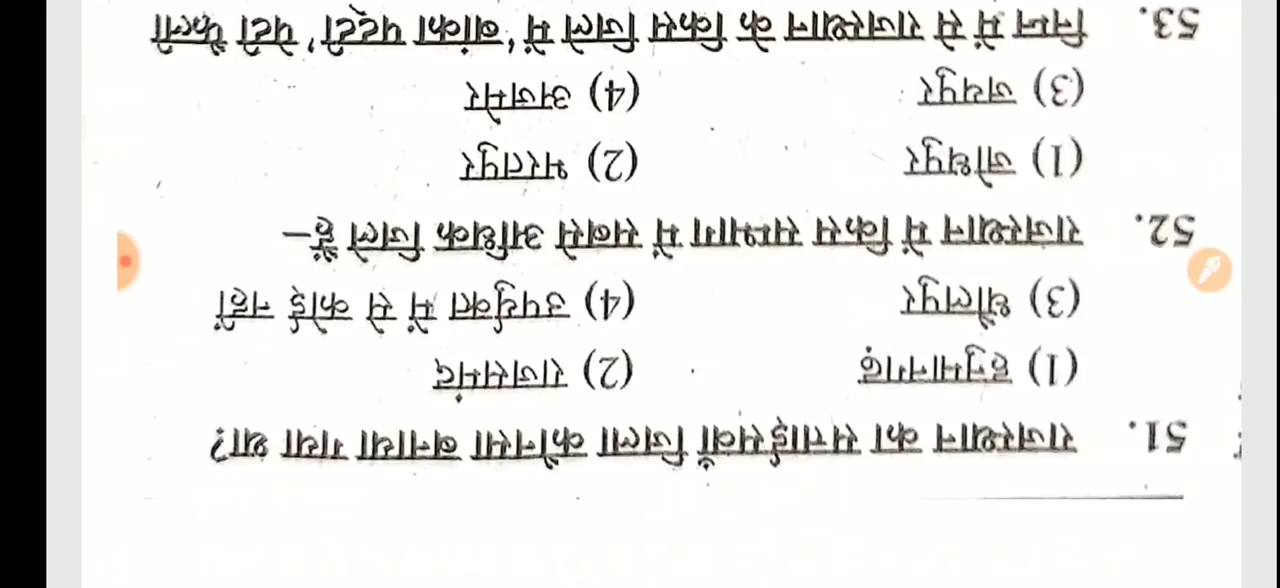 51. राजस्थान का सत्ताईसवाँ जिला कौनसा बनाया गया था?
(1) हनुमानगढ़ (2) राजसमंद
(3) धौलपुर (4) उपर्युक्त में से कोई नहीं
52. राजस्थान में किस सम्भाग में सबसे अधिक जिले हैं–
(1) जोधपुर (2) भरतपुर
(3) जयपुर (4) अजमेर
53. निम्न में से राजस्थान के किस जिले में, 'बांका पट्टी' पेटी फैली